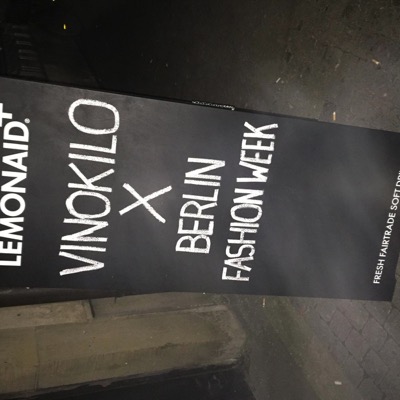 LEMONAID+®
VINOKILO
X
BERLIN
FASHION WEEK
FRESH FAIRTRADE SOFT